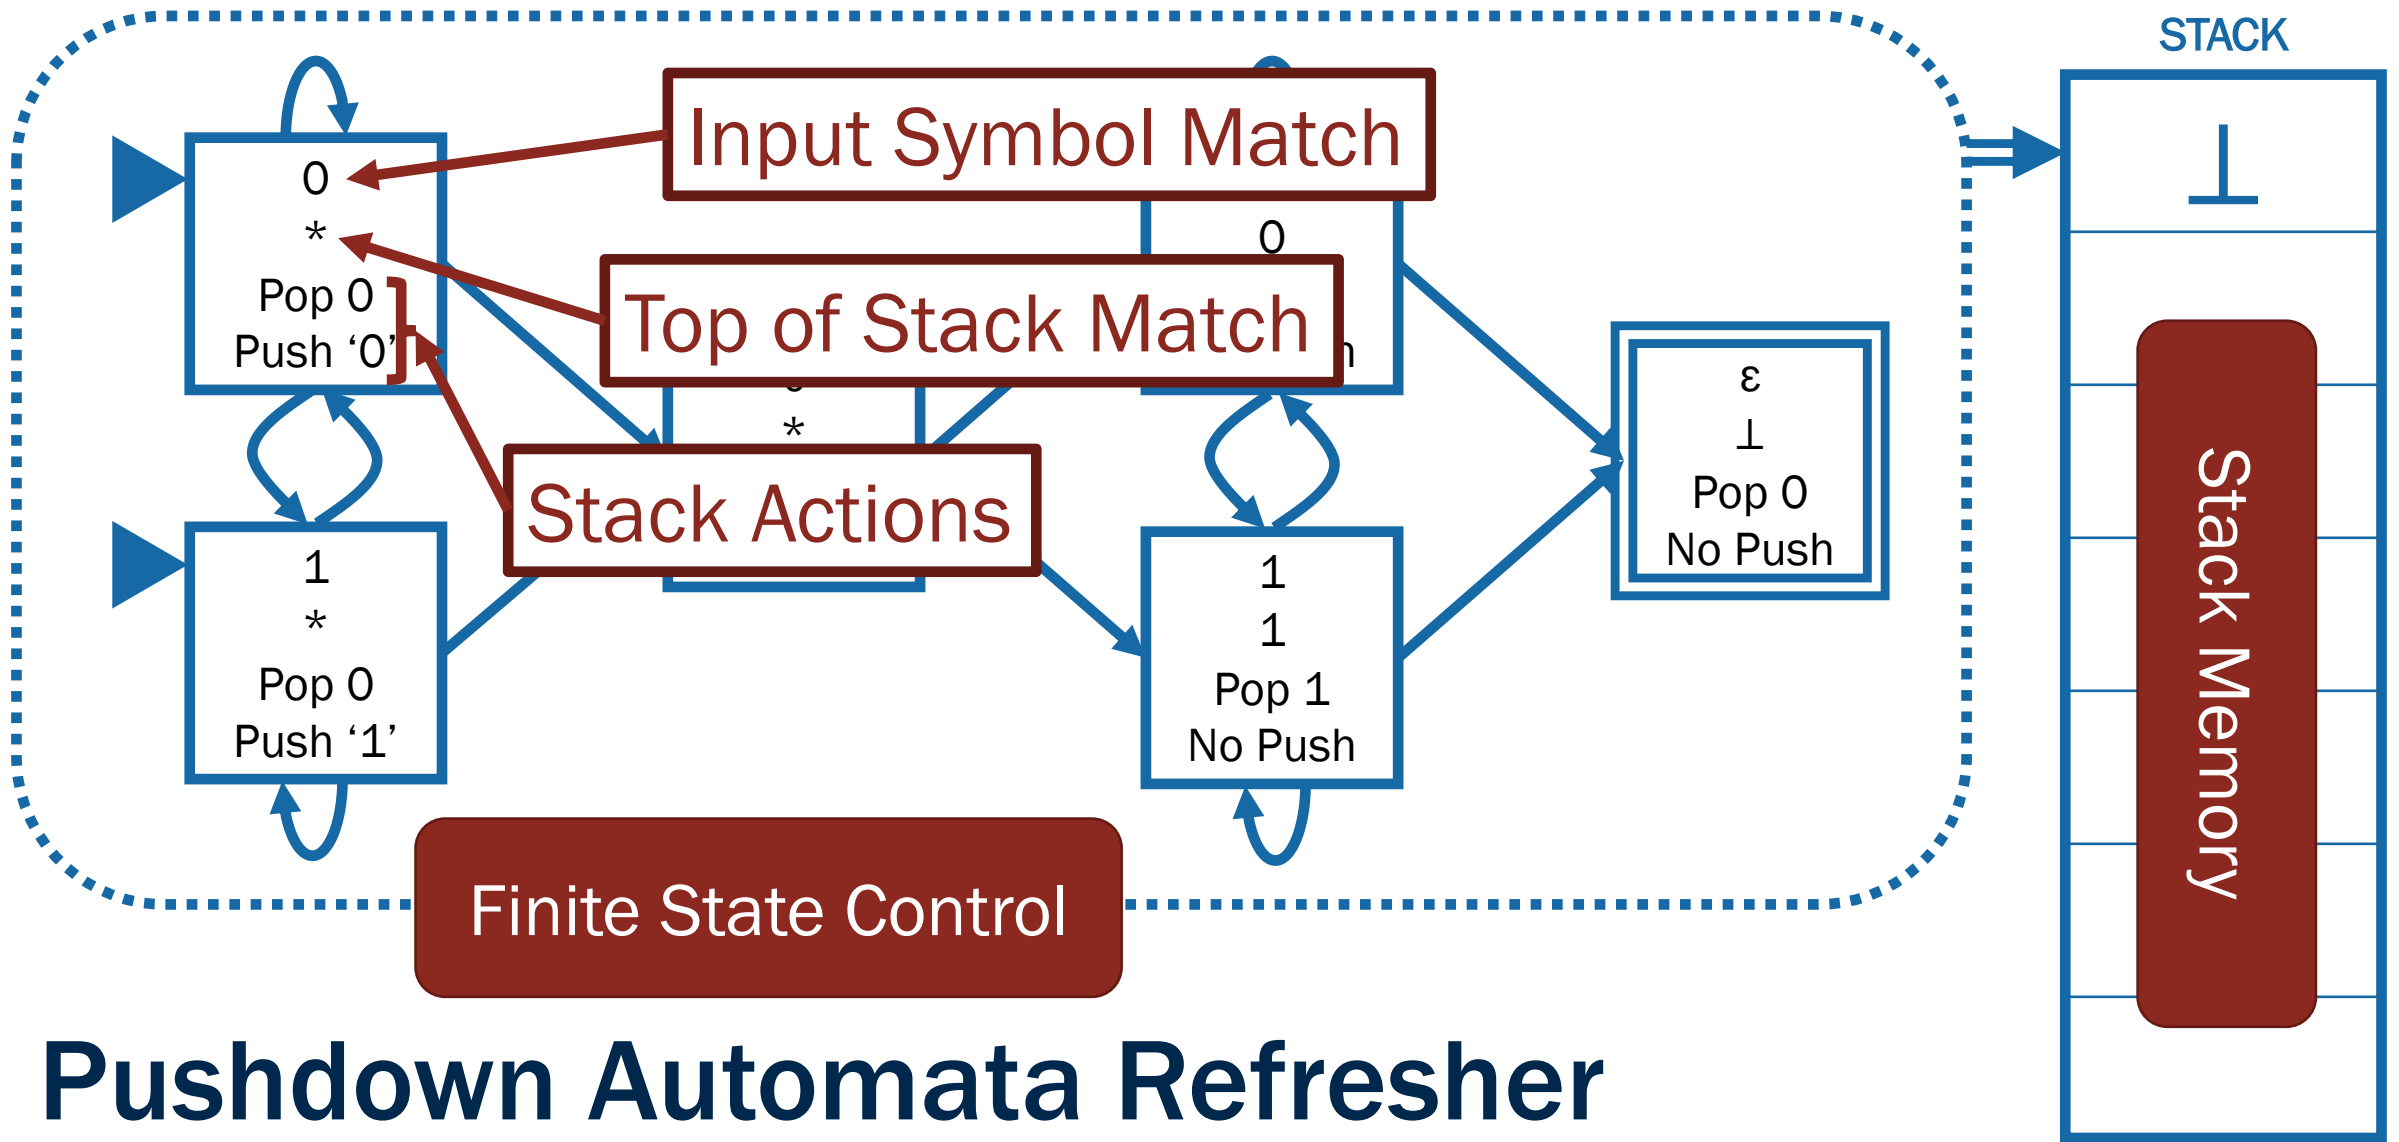 STACK
Input Symbol Match
0
*
Pop 0
Push ‘0’
0
Top of Stack Match
*
Stack Actions
1
*
Pop 0
Push ‘1’
1
1
Pop 1
No Push
ε
⊥
Pop 0
No Push
⊥
Stack Memory
Finite State Control
Pushdown Automata Refresher